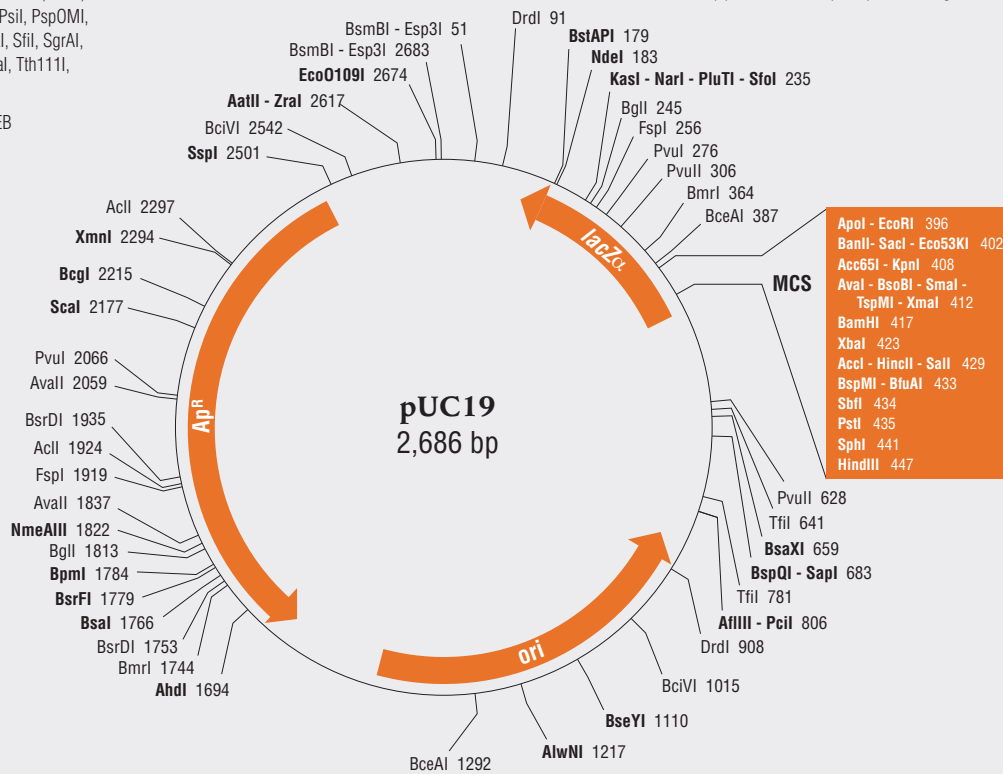 PsiI, PspOMI,
I, SfiI, SgrAI,
aI, Tth111I,
EB
BsmBI - Esp3I 51
BsmBI - Esp3I 2683
EcoO109I 2674
AatII - ZraI 2617
BciVI 2542
SspI 2501
AclI 2297
XmnI 2294
BcgI 2215
ScaI 2177
PvuI 2066
AvaII 2059
BsrDI 1935
AclI 1924
FspI 1919
AvaII 1837
NmeAIII 1822
BglI 1813
BpmI 1784
BsrFI 1779
BsaI 1766
BsrDI 1753
BmrI 1744
AhdI 1694
DrdI 91
BstAPI 179
NdeI 183
KasI - NarI - PluTI - SfoI 235
BglI 245
FspI 256
PvuI 276
PvuII 306
BmrI 364
BceAI 387
MCS
ApoI - EcoRI 396
BanII- SacI - Eco53KI 402
Acc65I - KpnI 408
AvaI - BsoBI - SmaI -
TspMI - XmaI 412
BamHI 417
XbaI 423
AccI - HincII - SalI 429
BspMI - BfuAI 433
SbfI 434
PstI 435
SphI 441
HindIII 447
PvuII 628
TfiI 641
BsaXI 659
BspQI - SapI 683
TfiI 781
AflIII - PciI 806
DrdI 908
BciVI 1015
BseYI 1110
AlwNI 1217
BceAI 1292
lacZα
ApR
ori
pUC19
2,686 bp